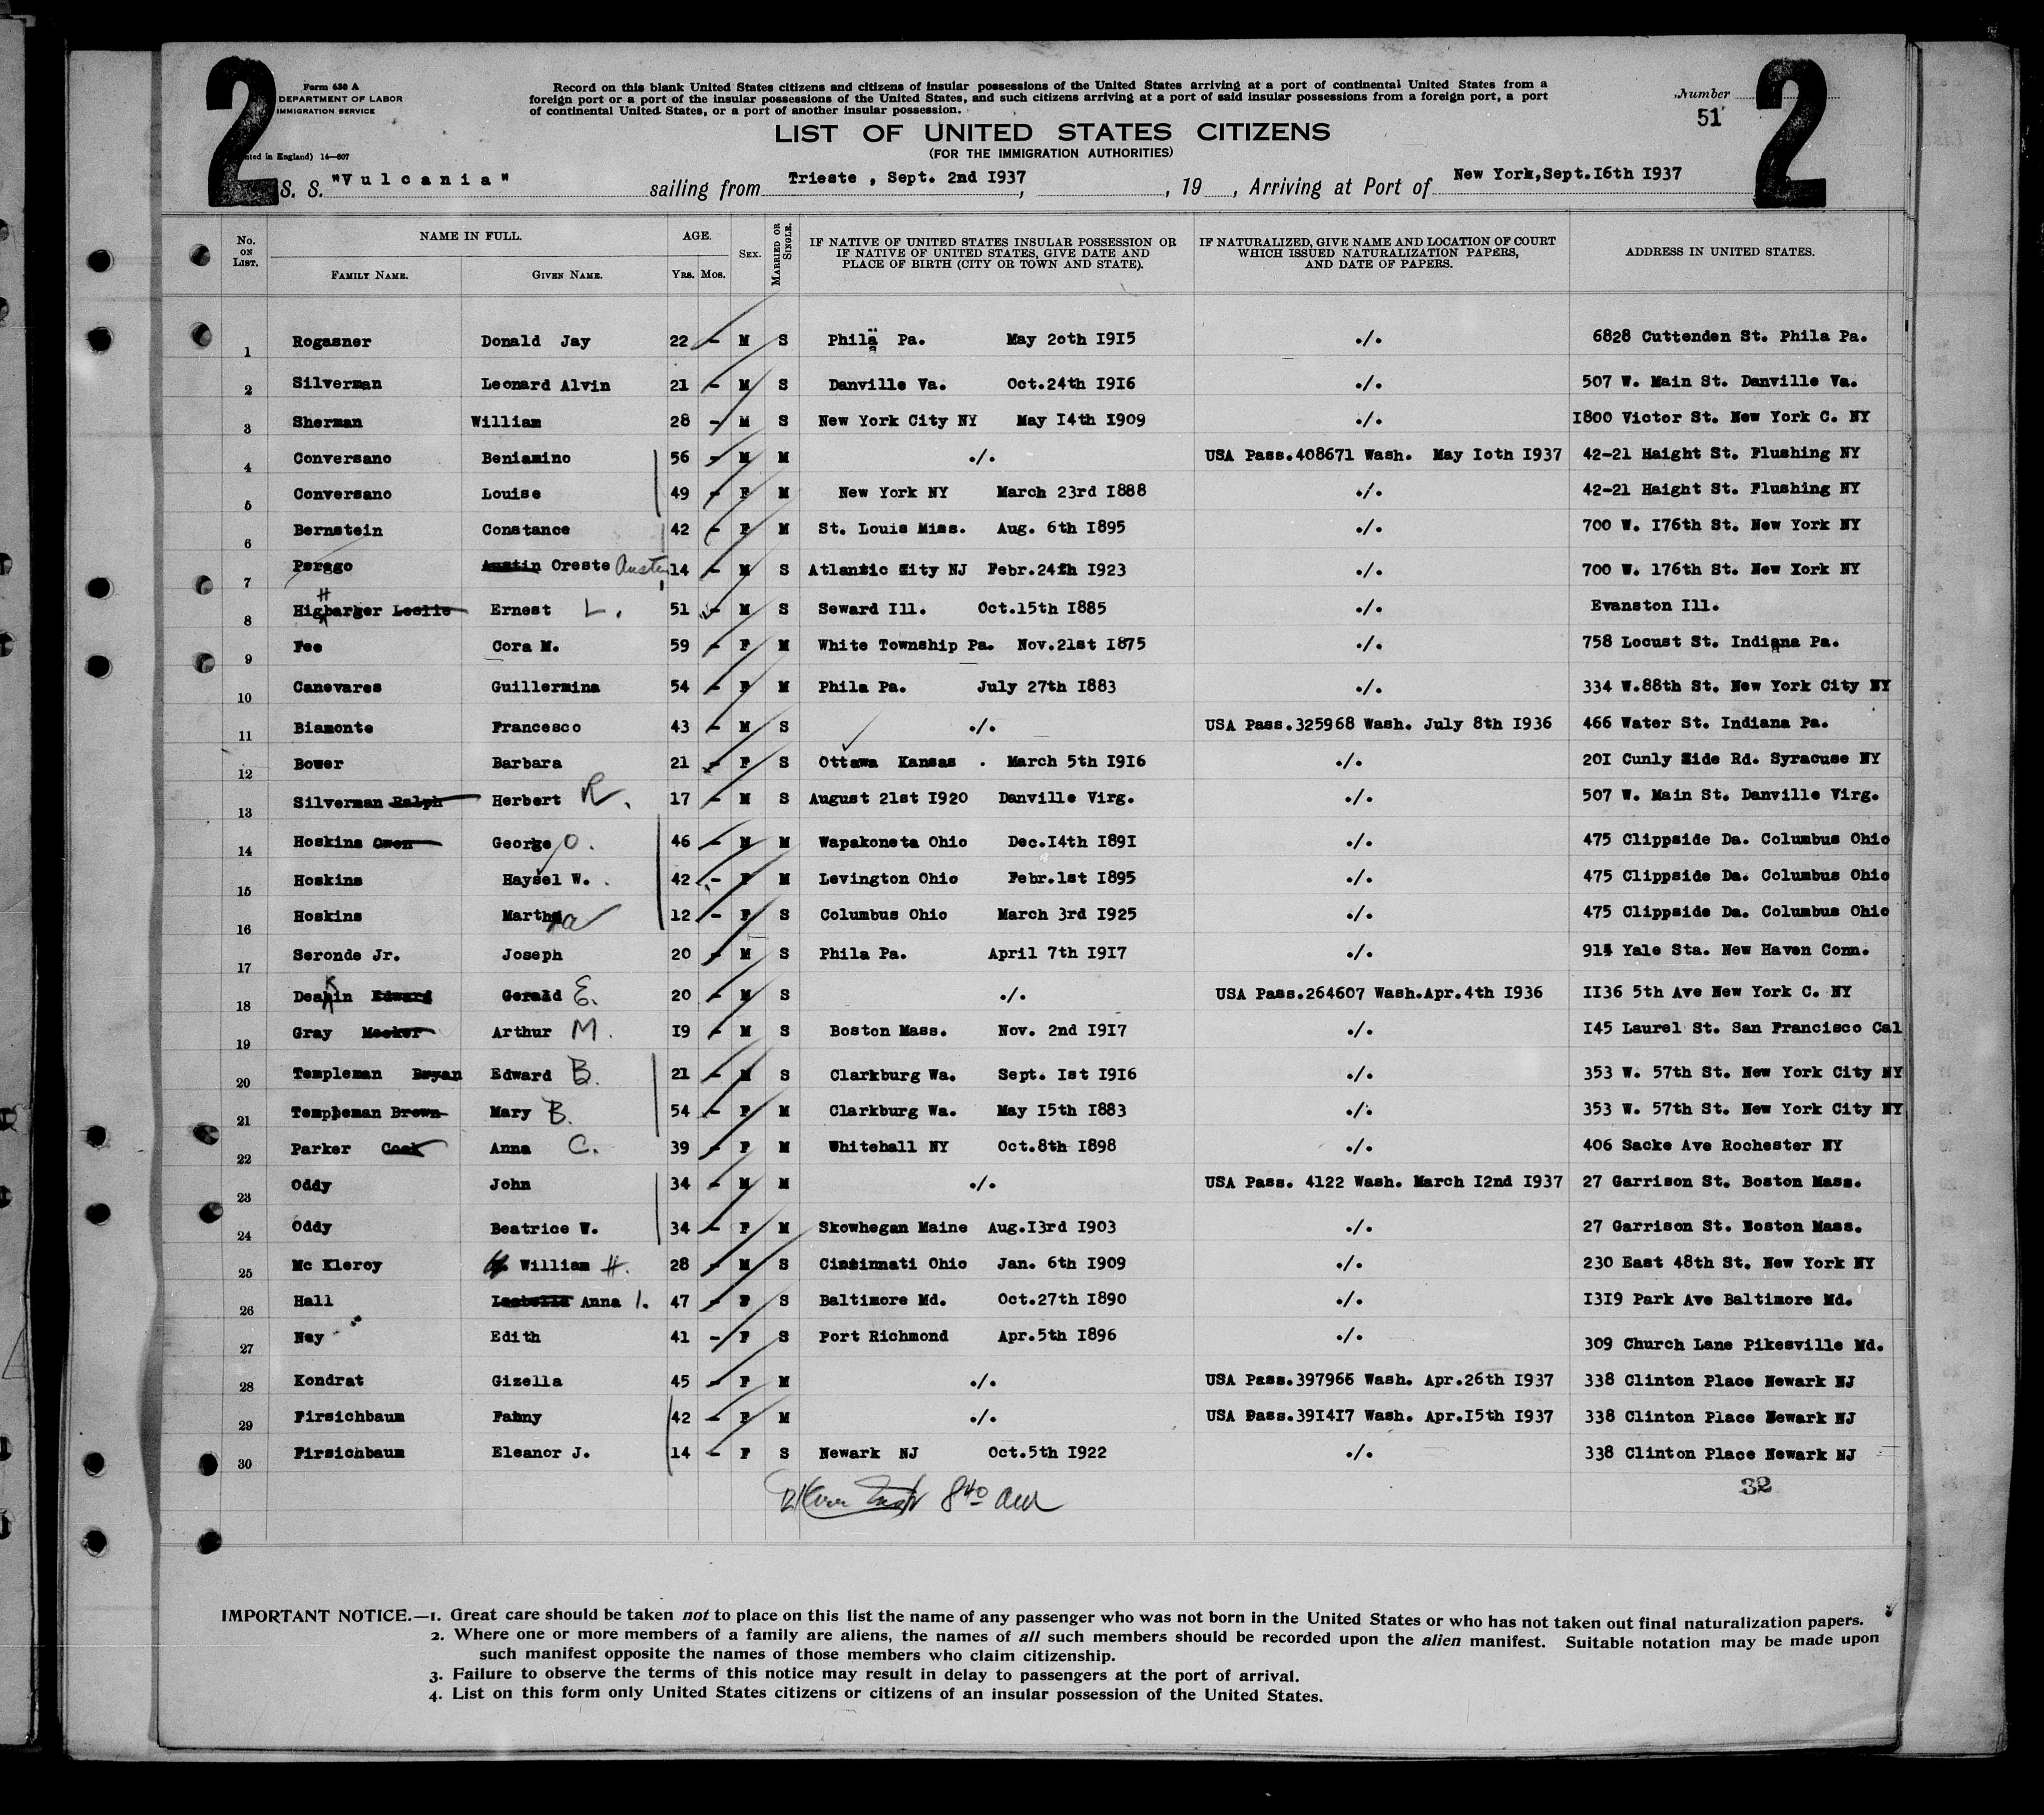 2
2
Form 630 A
DEPARTMENT OF LABOR
IMMIGRATION SERVICE
nted in England) 14—607
Record on this blank United States citizens and citizens of insular possessions of the United States arriving at a port of continental United States from a
foreign port or a port of the insular possessions of the United States, and such citizens arriving at a port of said insular possessions from a foreign port, a port
of continental United States, or a port of another insular possession.
Number
51
LIST OF UNITED STATES CITIZENS
(FOR THE IMMIGRATION AUTHORITIES)
S. S. "Vulcania" sailing from Trieste , Sept. 2nd 1937, , 19 , Arriving at Port of New York,Sept.16th 1937
No. ON LIST. NAME IN FULL. FAMILY NAME. GIVEN NAME. AGE. YRS. MOS. SEX. MARRIED OR SINGLE. IF NATIVE OF UNITED STATES INSULAR POSSESSION OR IF NATIVE OF UNITED STATES, GIVE DATE AND PLACE OF BIRTH (CITY OR TOWN AND STATE). IF NATURALIZED, GIVE NAME AND LOCATION OF COURT WHICH ISSUED NATURALIZATION PAPERS, AND DATE OF PAPERS. ADDRESS IN UNITED STATES.
1 Rogasner Donald Jay 22 - M S Phila Pa. May 20th 1915 ./. 6828 Cuttenden St. Phila Pa.
2 Silverman Leonard Alvin 21 - M S Danville Va. Oct.24th 1916 ./. 507 W. Main St. Danville Va.
3 Sherman William 28 - M S New York City NY May 14th 1909 ./. 1800 Victor St. New York C. NY
4 Conversano Beniamino 56 - M M ./. USA Pass.408671 Wash. May 10th 1937 42-21 Haight St. Flushing NY
5 Conversano Louise 49 - F M New York NY March 23rd 1888 ./. 42-21 Haight St. Flushing NY
6 Bernstein Constance 42 - F M St. Louis Miss. Aug. 6th 1895 ./. 700 W. 176th St. New York NY
7 Perago Austin Oreste Austen 14 - M S Atlantic City NJ Febr.24th 1923 ./. 700 W. 176th St. New York NY
8 Highbarger Leslie Ernest L. 51 - M S Seward Ill. Oct.15th 1885 ./. Evanston Ill.
9 Fee Cora M. 59 - F M White Township Pa. Nov.21st 1875 ./. 758 Locust St. Indiana Pa.
10 Canevares Guillermina 54 - F M Phila Pa. July 27th 1883 ./. 334 W.88th St. New York City NY
11 Biamonte Francesco 43 - M S ./. USA Pass.325968 Wash. July 8th 1936 466 Water St. Indiana Pa.
12 Bower Barbara 21 - F S Ottawa Kansas . March 5th 1916 ./. 201 Cunly Side Rd. Syracuse NY
13 Silverman Ralph Herbert R. 17 - M S August 21st 1920 Danville Virg. ./. 507 W. Main St. Danville Virg.
14 Hoskins Owen George O. 46 - M M Wapakoneta Ohio Dec.14th 1891 ./. 475 Clippside Da. Columbus Ohio
15 Hoskins Haysel W. 42 - F M Levington Ohio Febr.1st 1895 ./. 475 Clippside Da. Columbus Ohio
16 Hoskins Martha 12 - F S Columbus Ohio March 3rd 1925 ./. 475 Clippside Da. Columbus Ohio
17 Seronde Jr. Joseph 20 - M S Phila Pa. April 7th 1917 ./. 914 Yale Sta. New Haven Conn.
18 Deakin Edward Gerald E. 20 - M S ./. USA Pass.264607 Wash.Apr.4th 1936 1136 5th Ave New York C. NY
19 Gray Meeker Arthur M. 19 - M S Boston Mass. Nov. 2nd 1917 ./. 145 Laurel St. San Francisco Cal
20 Templeman Bryan Edward B. 21 - M S Clarkburg Wa. Sept. 1st 1916 ./. 353 W. 57th St. New York City NY
21 Templeman Brown Mary B. 54 - F M Clarkburg Wa. May 15th 1883 ./. 353 W. 57th St. New York City NY
22 Parker Cook Anna C. 39 - F M Whitehall NY Oct.8th 1898 ./. 406 Sacke Ave Rochester NY
23 Oddy John 34 - M M ./. USA Pass. 4122 Wash. March 12nd 1937 27 Garrison St. Boston Mass.
24 Oddy Beatrice W. 34 - F M Skowhegan Maine Aug.13rd 1903 ./. 27 Garrison St. Boston Mass.
25 Mc Kleroy William H. 28 - M S Cincinnati Ohio Jan. 6th 1909 ./. 230 East 48th St. New York NY
26 Hall Isabella Anna I. 47 - F S Baltimore Md. Oct.27th 1890 ./. 1319 Park Ave Baltimore Md.
27 Ney Edith 41 - F S Port Richmond Apr.5th 1896 ./. 309 Church Lane Pikesville Md.
28 Kondrat Gizella 45 - F M ./. USA Pass.397966 Wash. Apr.26th 1937 338 Clinton Place Newark NJ
29 Firsichbaum Fanny 42 - F M ./. USA Pass.391417 Wash. Apr.15th 1937 338 Clinton Place Newark NJ
30 Firsichbaum Eleanor J. 14 - F S Newark NJ Oct.5th 1922 ./. 338 Clinton Place Newark NJ
8 40 am
32
IMPORTANT NOTICE.—1. Great care should be taken not to place on this list the name of any passenger who was not born in the United States or who has not taken out final naturalization papers.
2. Where one or more members of a family are aliens, the names of all such members should be recorded upon the alien manifest. Suitable notation may be made upon
such manifest opposite the names of those members who claim citizenship.
3. Failure to observe the terms of this notice may result in delay to passengers at the port of arrival.
4. List on this form only United States citizens or citizens of an insular possession of the United States.